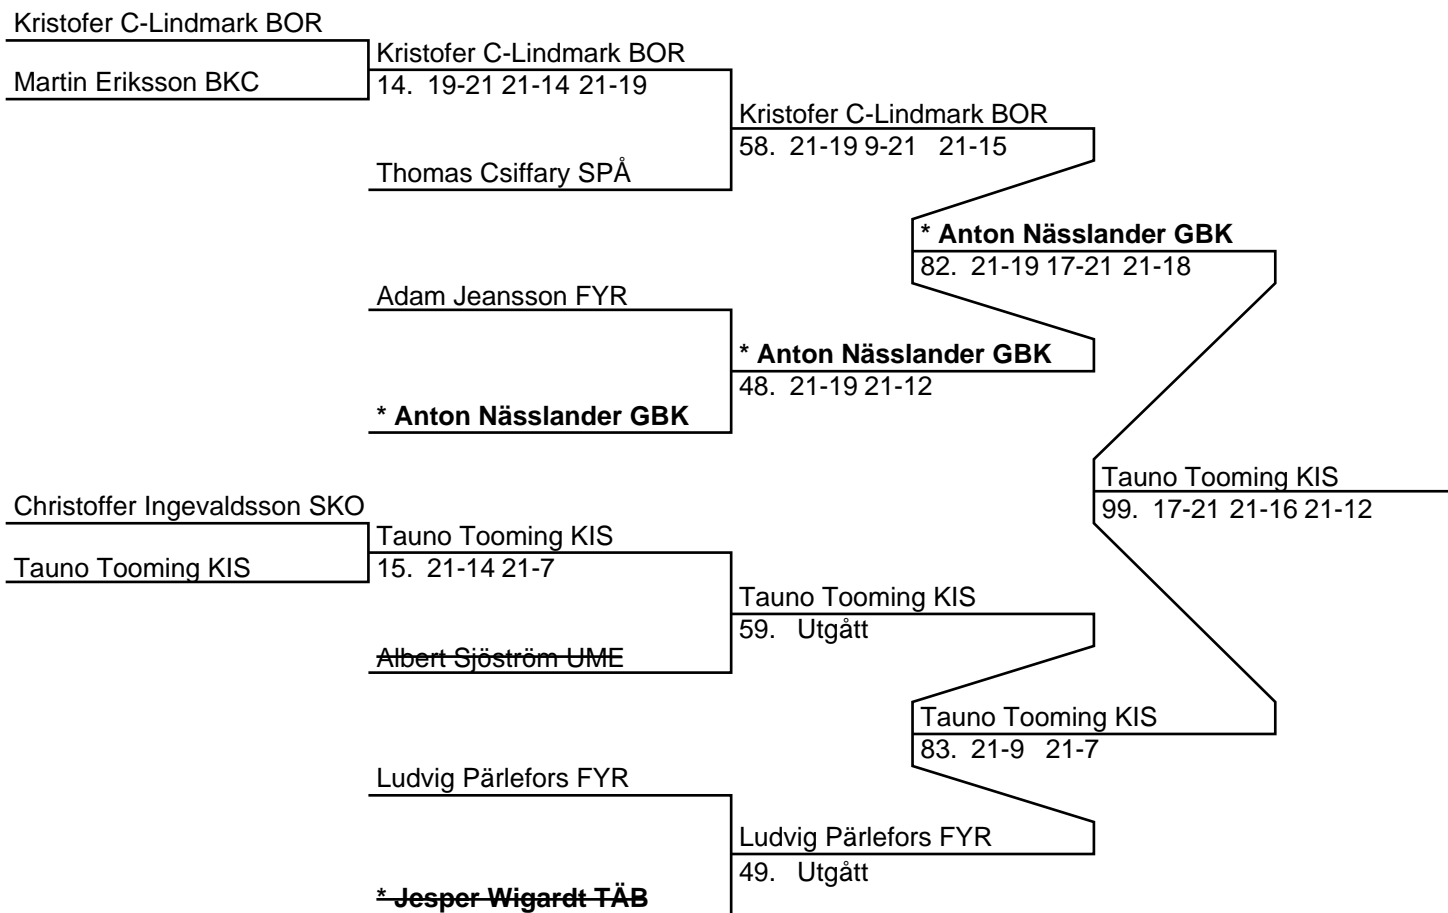 Kristofer C-Lindmark BOR
Martin Eriksson BKC
Kristofer C-Lindmark BOR
14. 19-21 21-14 21-19
Thomas Csiffary SPÅ
Kristofer C-Lindmark BOR
58. 21-19 9-21 21-15
Adam Jeansson FYR
* Anton Nässlander GBK
* Anton Nässlander GBK
48. 21-19 21-12
* Anton Nässlander GBK
82. 21-19 17-21 21-18
Christoffer Ingevaldsson SKO
Tauno Tooming KIS
Tauno Tooming KIS
15. 21-14 21-7
Albert Sjöström UME
Tauno Tooming KIS
59. Utgått
Ludvig Pärlefors FYR
* Jesper Wigardt TÄB
Ludvig Pärlefors FYR
49. Utgått
Tauno Tooming KIS
83. 21-9 21-7
Tauno Tooming KIS
99. 17-21 21-16 21-12